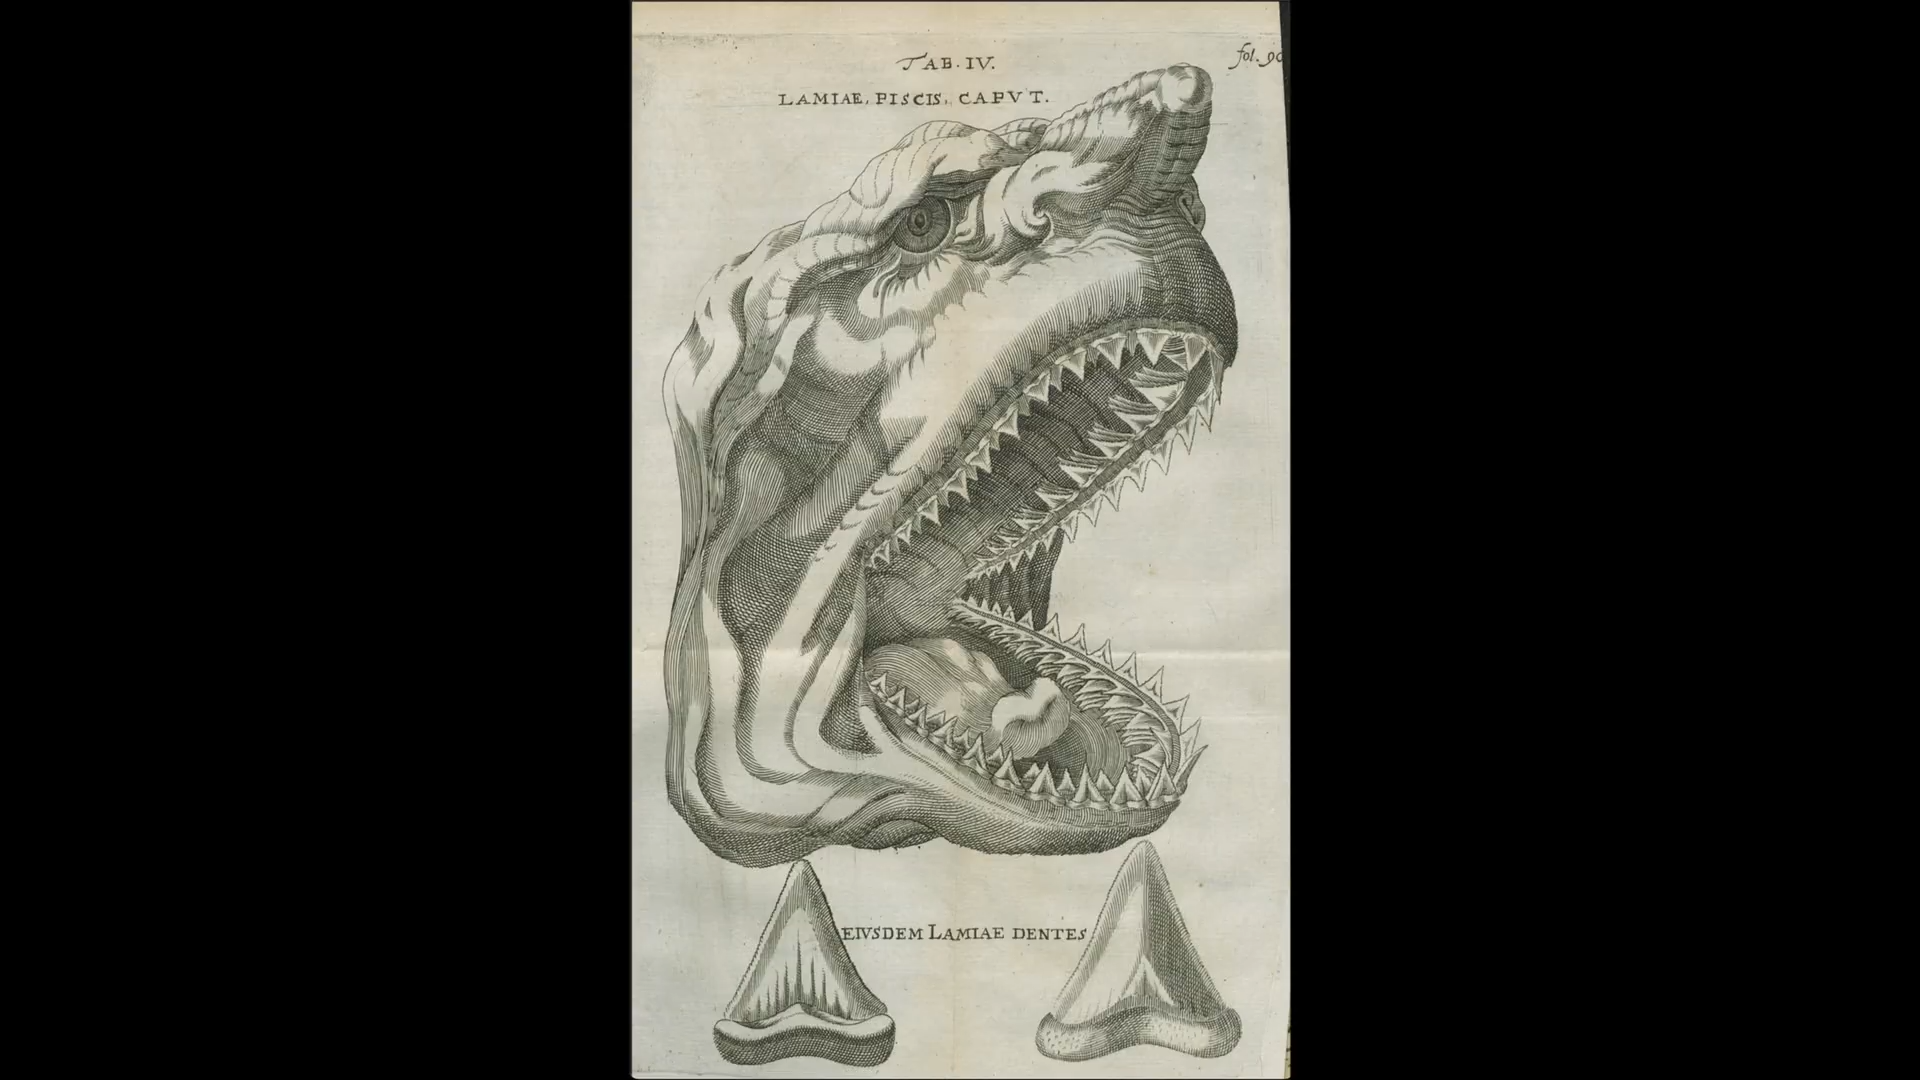 TAB. IV.
fol. 90
LAMIAE, PISCIS, CAPVT.
EIVSDEM LAMIAE DENTES